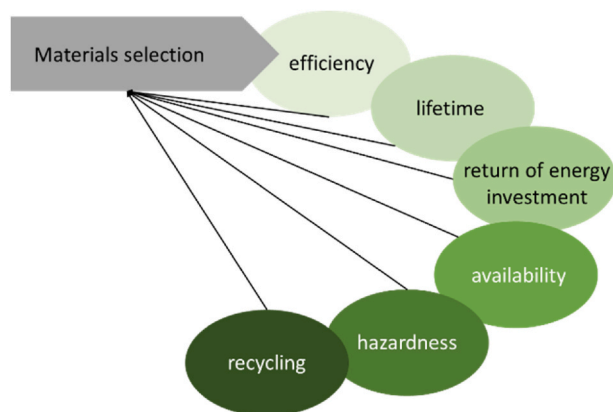 Materials selection
efficiency
lifetime
return of energy
investment
availability
hazardness
recycling